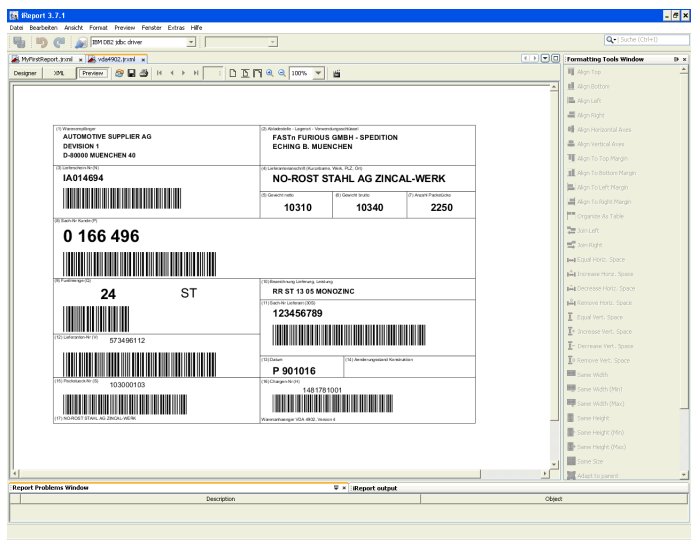 iReport 3.7.1
Datei Bearbeiten Ansicht Format Preview Fenster Extras Hilfe
IBM DB2 jdbc driver
Suche (Ctrl+I)
MyFirstReport.jrxml
vda4902.jrxml
Formatting Tools Window
Designer XML Preview 100%
Align Top
Align Bottom
Align Left
Align Right
Align Horizontal Axes
Align Vertical Axes
Align To Top Margin
Align To Bottom Margin
Align To Left Margin
Align To Right Margin
Organize As Table
Join Left
Join Right
Equal Horiz. Space
Increase Horiz. Space
Decrease Horiz. Space
Remove Horiz. Space
Equal Vert. Space
Increase Vert. Space
Decrease Vert. Space
Remove Vert. Space
Same Width
Same Width (Min)
Same Width (Max)
Same Height
Same Height (Min)
Same Height (Max)
Same Size
Adapt to parent
(1) Warenempfänger
AUTOMOTIVE SUPPLIER AG
DEVISION 1
D-80000 MUENCHEN 40
(2) Abladestelle - Lagerort - Verwendungsschlüssel
FASTn FURIOUS GMBH - SPEDITION
ECHING B. MUENCHEN
(3) Lieferschein-Nr (N)
IA014694
(4) Lieferantenanschrift (Kurzname, Werk, PLZ, Ort)
NO-ROST STAHL AG ZINCAL-WERK
(5) Gewicht netto
10310
(6) Gewicht brutto
10340
(7) Anzahl Packstücke
2250
(8) Sach-Nr Kunde (P)
0 166 496
(9) Füllmenge (Q)
24 ST
(10) Bezeichnung Lieferung, Leistung
RR ST 13 05 MONOZINC
(11) Sach-Nr Lieferant (30S)
123456789
(12) Lieferanten-Nr (V)
573496112
(13) Datum
P 901016
(14) Aenderungsstand Konstruktion
(15) Packstueck-Nr (S)
103000103
(16) Chargen-Nr (H)
1481781001
(17) NO-ROST STAHL AG ZINCAL-WERK
Warenanhaenger VDA 4902, Version 4
Report Problems Window
iReport output
Description
Object